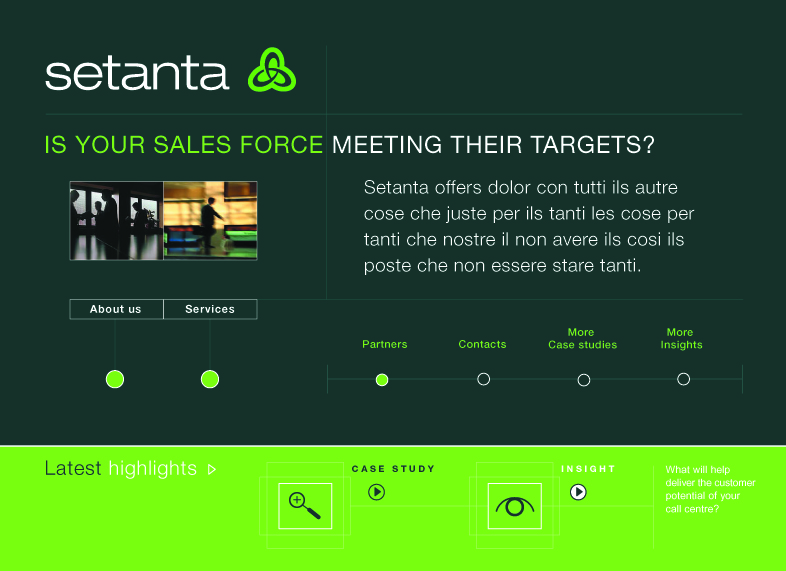 setanta
IS YOUR SALES FORCE MEETING THEIR TARGETS?
Setanta offers dolor con tutti ils autre
cose che juste per ils tanti les cose per
tanti che nostre il non avere ils cosi ils
poste che non essere stare tanti.
About us
Services
Partners
Contacts
More
Case studies
More
Insights
Latest highlights
CASE STUDY
INSIGHT
What will help
deliver the customer
potential of your
call centre?